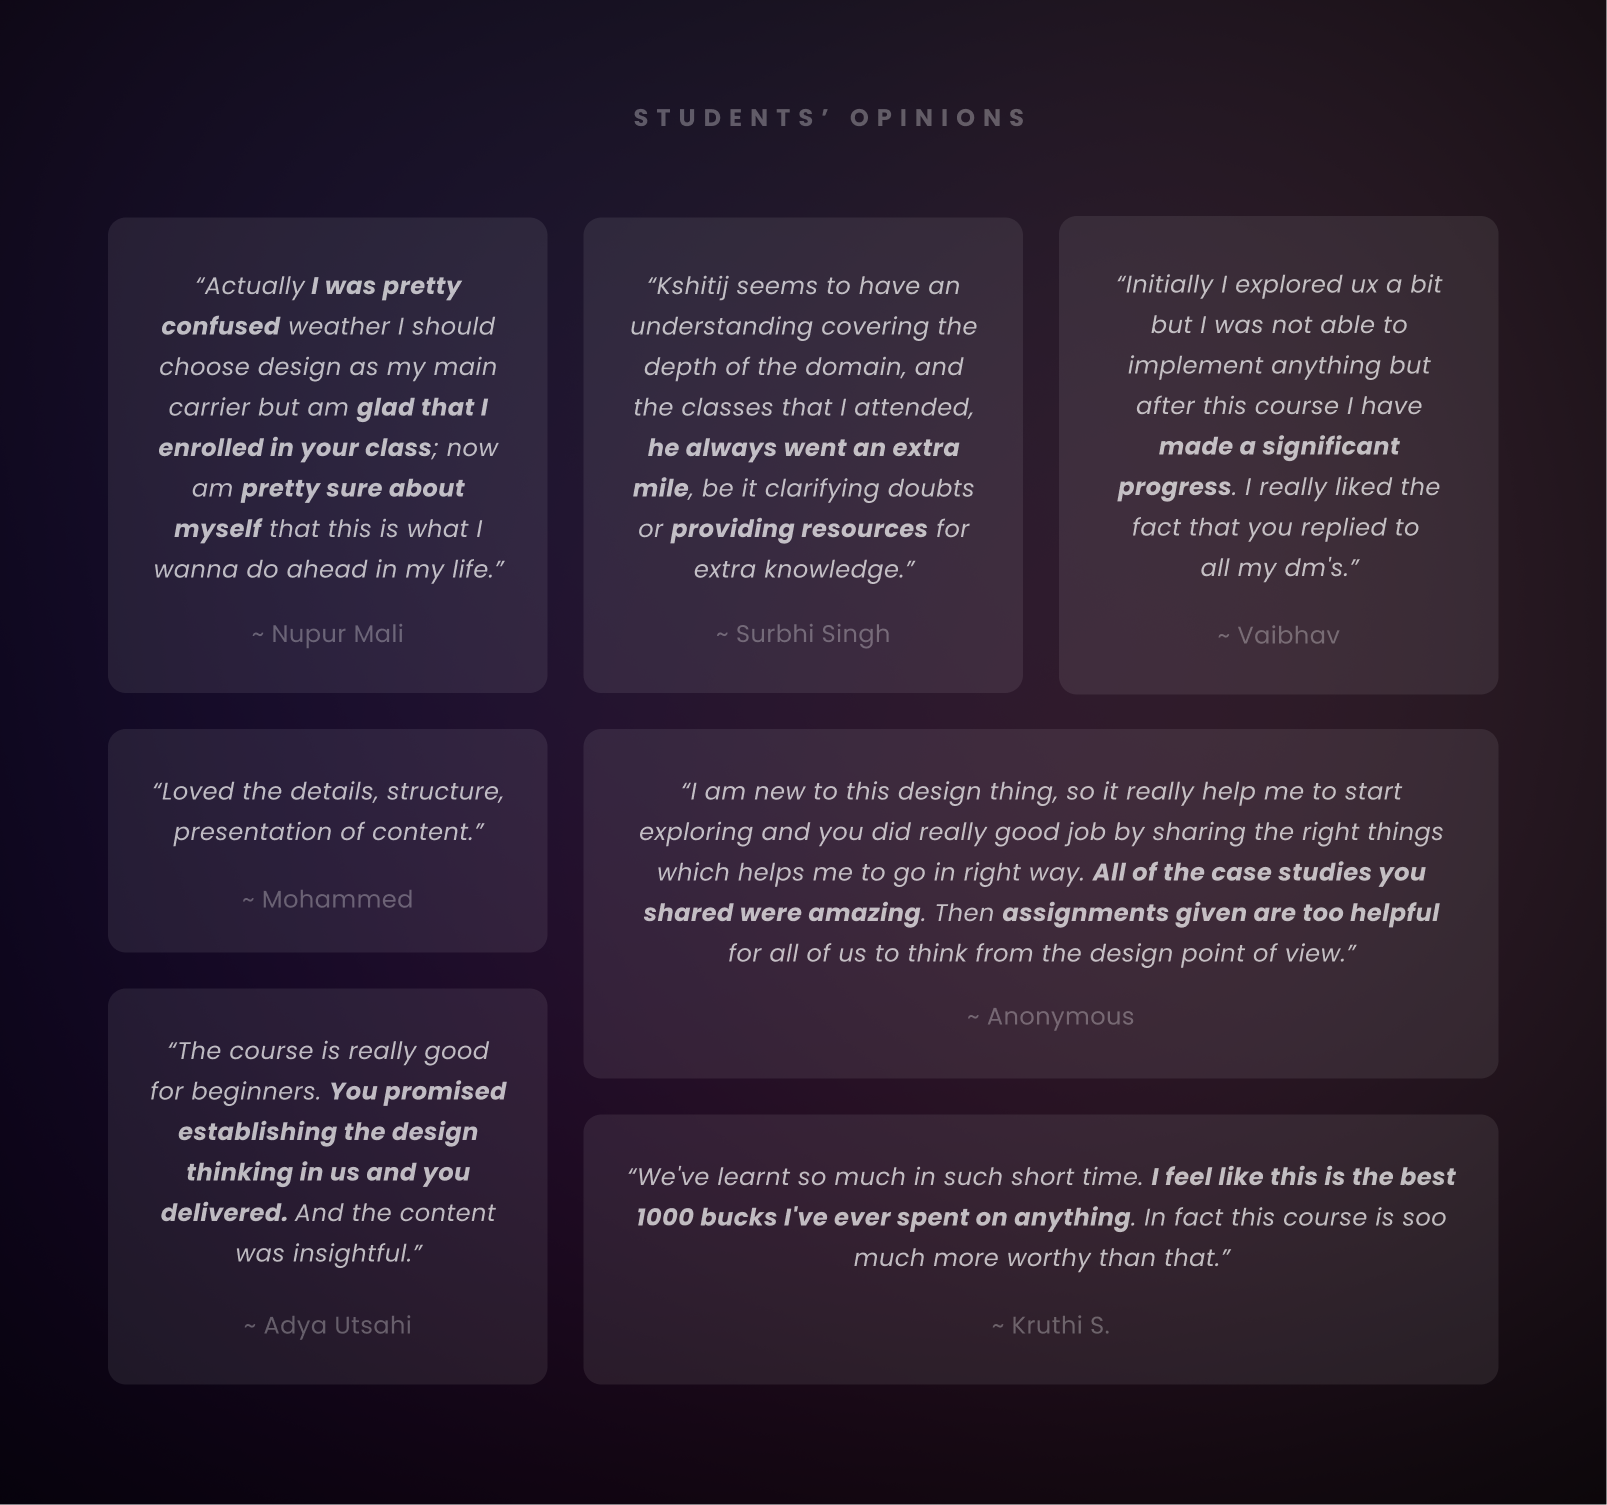 STUDENTS’ OPINIONS
“Actually I was pretty
confused weather I should
choose design as my main
carrier but am glad that I
enrolled in your class; now
am pretty sure about
myself that this is what I
wanna do ahead in my life.”
~ Nupur Mali
“Kshitij seems to have an
understanding covering the
depth of the domain, and
the classes that I attended,
he always went an extra
mile, be it clarifying doubts
or providing resources for
extra knowledge.”
~ Surbhi Singh
“Initially I explored ux a bit
but I was not able to
implement anything but
after this course I have
made a significant
progress. I really liked the
fact that you replied to
all my dm's.”
~ Vaibhav
“Loved the details, structure,
presentation of content.”
~ Mohammed
“I am new to this design thing, so it really help me to start
exploring and you did really good job by sharing the right things
which helps me to go in right way. All of the case studies you
shared were amazing. Then assignments given are too helpful
for all of us to think from the design point of view.”
~ Anonymous
“The course is really good
for beginners. You promised
establishing the design
thinking in us and you
delivered. And the content
was insightful.”
~ Adya Utsahi
“We've learnt so much in such short time. I feel like this is the best
1000 bucks I've ever spent on anything. In fact this course is soo
much more worthy than that.”
~ Kruthi S.